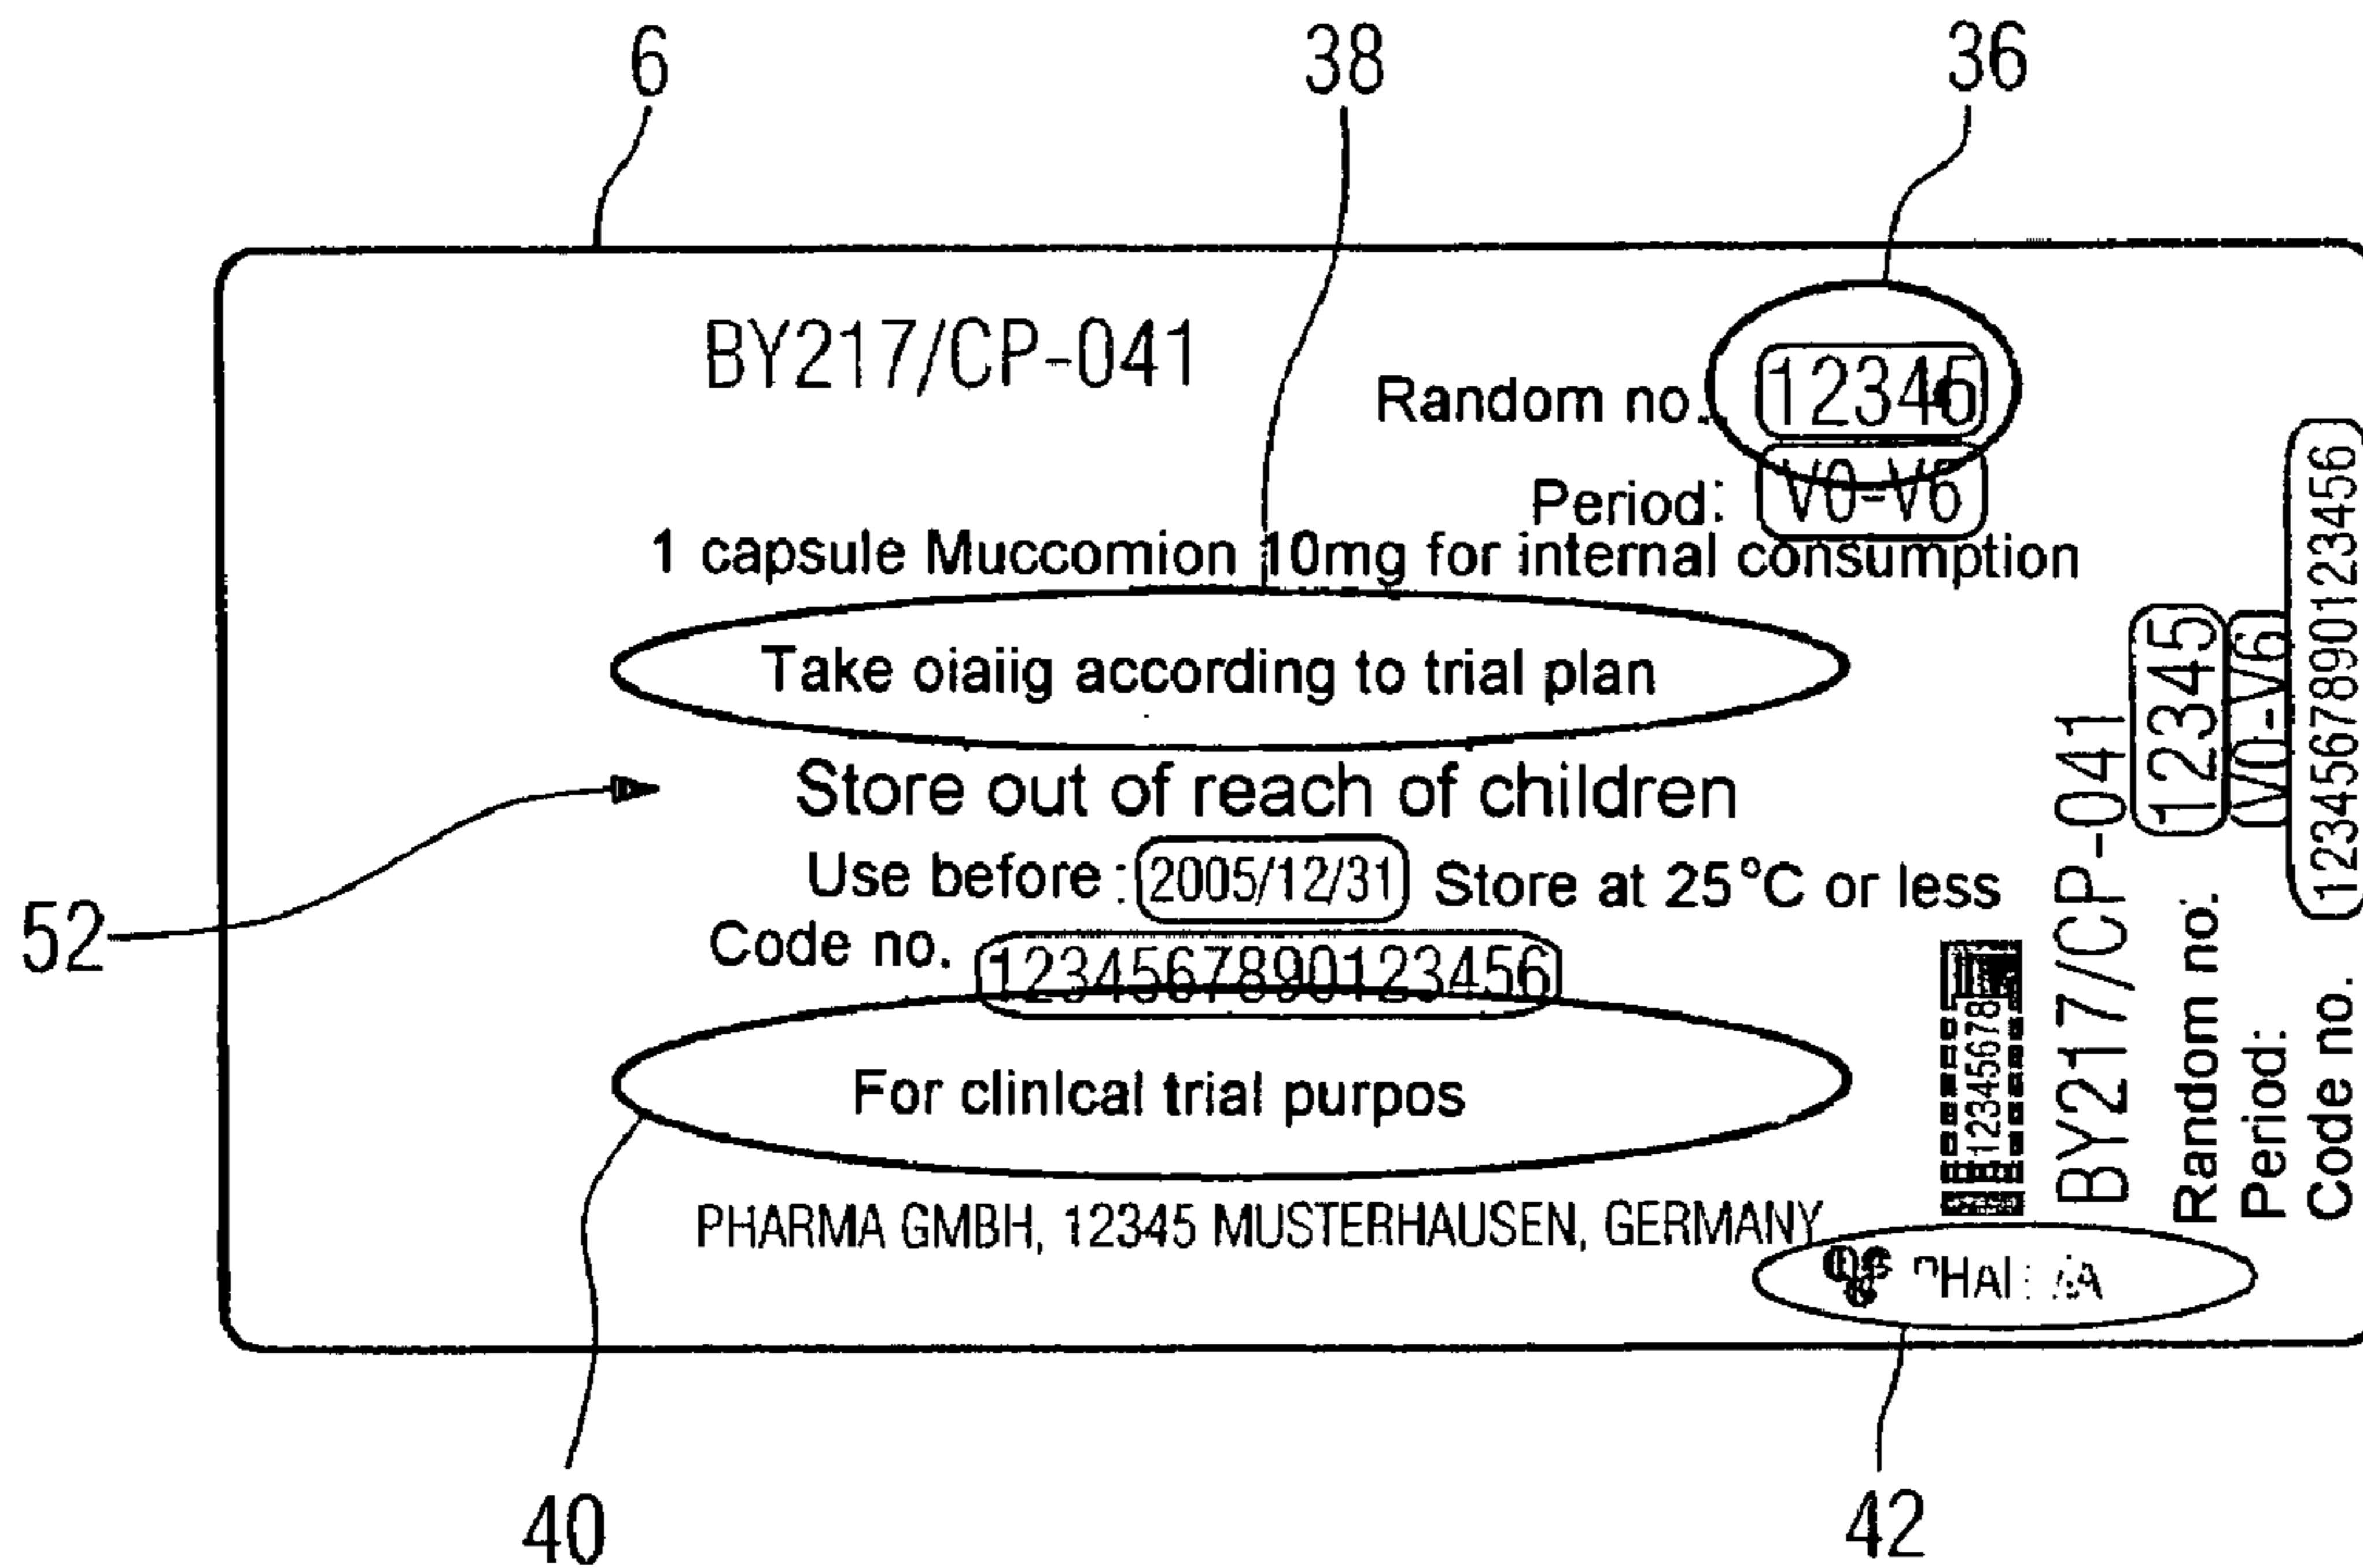 6 38 36
BY217/CP-041
Random no. 12345
Period: V0-V6
1 capsule Muccomion 10mg for internal consumption
Take oiaiig according to trial plan
Store out of reach of children
52
Use before : 2005/12/31 Store at 25°C or less
Code no. 1234567890123456
For clinical trial purpos
PHARMA GMBH, 12345 MUSTERHAUSEN, GERMANY
12345678
BY217/CP-041
Random no. 12345
Period: V0-V6
Code no. 1234567890123456
40 42